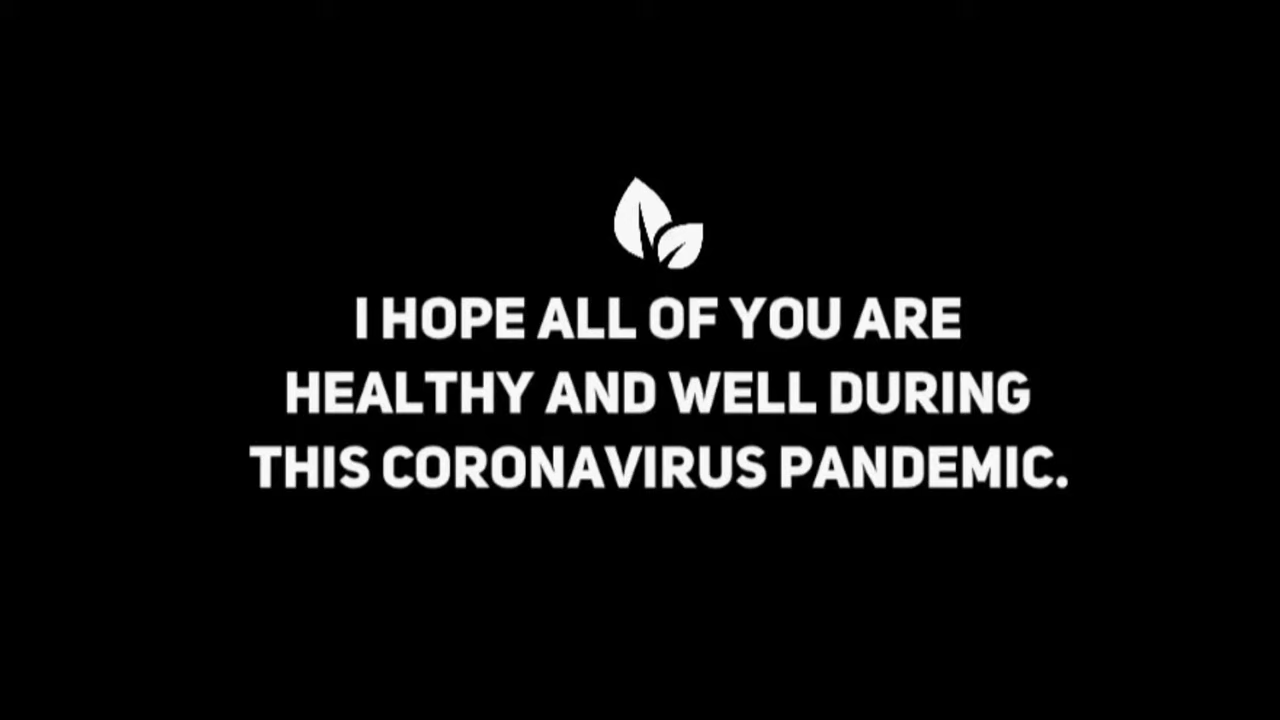 I HOPE ALL OF YOU ARE
HEALTHY AND WELL DURING
THIS CORONAVIRUS PANDEMIC.